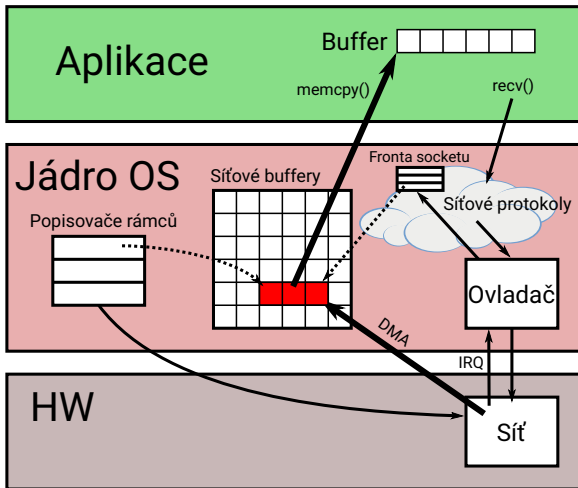 Aplikace
Buffer
memcpy()
recv()
Jádro OS
Síťové buffery
Fronta socketu
Popisovače rámců
Síťové protokoly
Ovladač
DMA
IRQ
HW
Síť